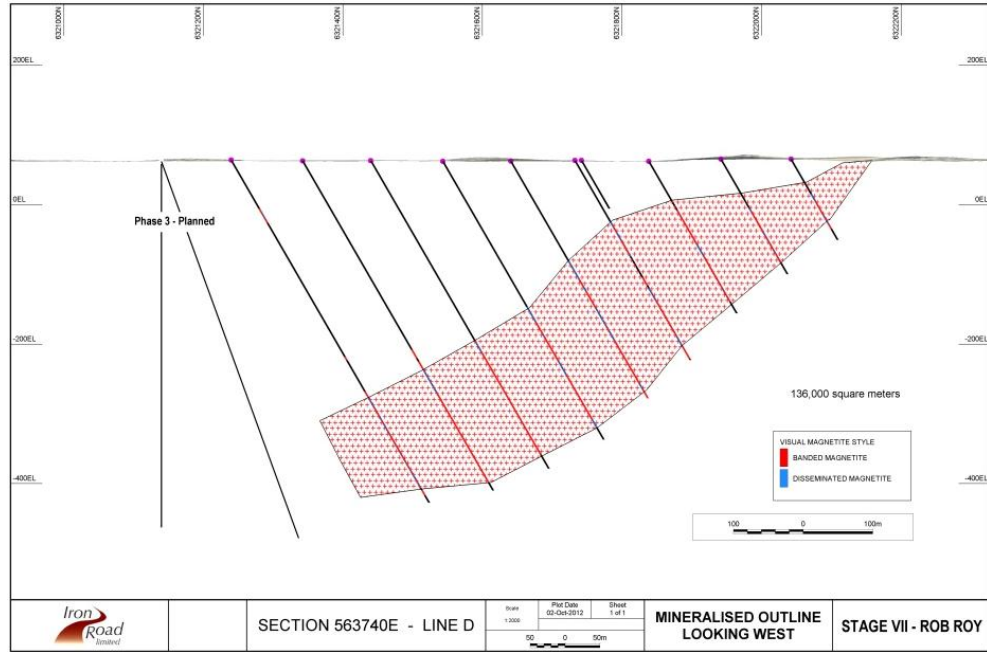 6321000N
6321200N
6321400N
6321600N
6321800N
6322000N
6322200N
200EL
200EL
0EL
0EL
Phase 3 - Planned
-200EL
-200EL
136,000 square meters
VISUAL MAGNETITE STYLE
BANDED MAGNETITE
DISSEMINATED MAGNETITE
-400EL
-400EL
100 0 100m
Iron
Road
limited
SECTION 563740E - LINE D
Scale
1:2000
Plot Date
02-Oct-2012
Sheet
1 of 1
50 0 50m
MINERALISED OUTLINE
LOOKING WEST
STAGE VII - ROB ROY